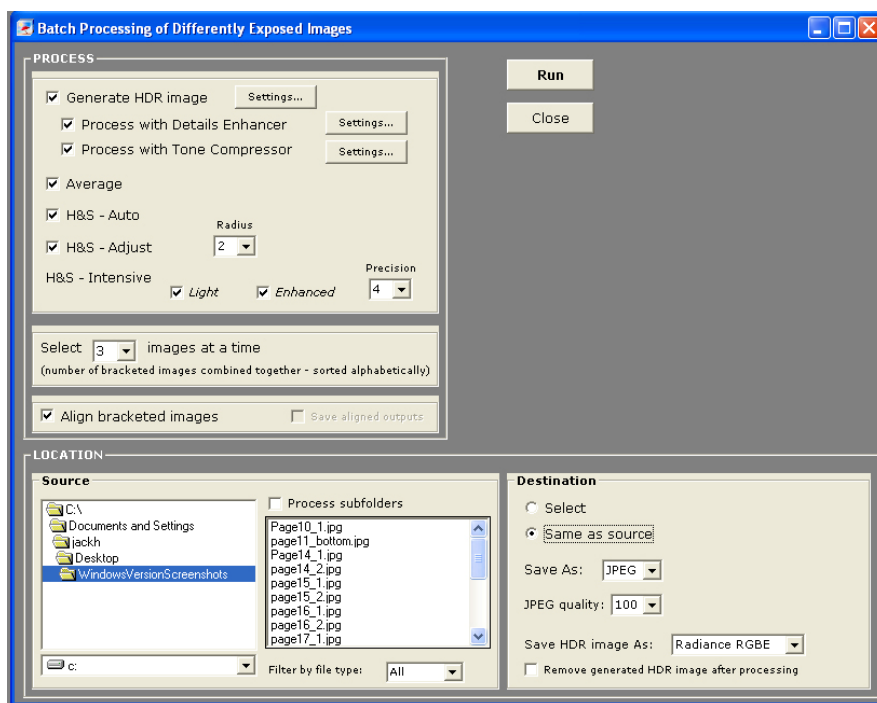 Batch Processing of Differently Exposed Images
PROCESS
Generate HDR image Settings...
Process with Details Enhancer Settings...
Process with Tone Compressor Settings...
Average
H&S - Auto
Radius
H&S - Adjust 2
Precision
H&S - Intensive Light Enhanced 4
Select 3 images at a time
(number of bracketed images combined together - sorted alphabetically)
Align bracketed images Save aligned outputs
Run
Close
LOCATION
Source
C:\
Documents and Settings
jackh
Desktop
WindowsVersionScreenshots
c:
Process subfolders
Page10_1.jpg
page11_bottom.jpg
Page14_1.jpg
page14_2.jpg
page15_1.jpg
page15_2.jpg
page16_1.jpg
page16_2.jpg
page17_1.jpg
Filter by file type: All
Destination
Select
Same as source
Save As: JPEG
JPEG quality: 100
Save HDR image As: Radiance RGBE
Remove generated HDR image after processing